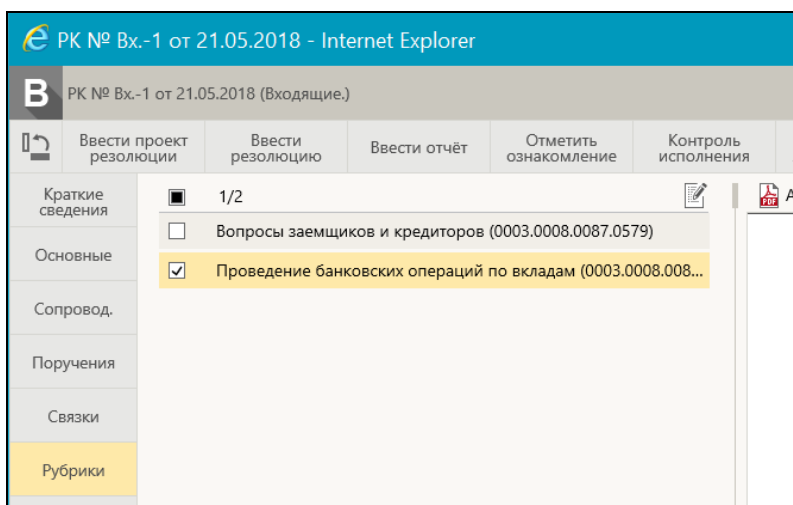 РК № Вх.-1 от 21.05.2018 - Internet Explorer
В РК № Вх.-1 от 21.05.2018 (Входящие.)
Ввести проект резолюции
Ввести резолюцию
Ввести отчёт
Отметить ознакомление
Контроль исполнения
Краткие сведения
1/2
Вопросы заемщиков и кредиторов (0003.0008.0087.0579)
Основные
Проведение банковских операций по вкладам (0003.0008.008...
Сопровод.
Поручения
Связки
Рубрики
PDF